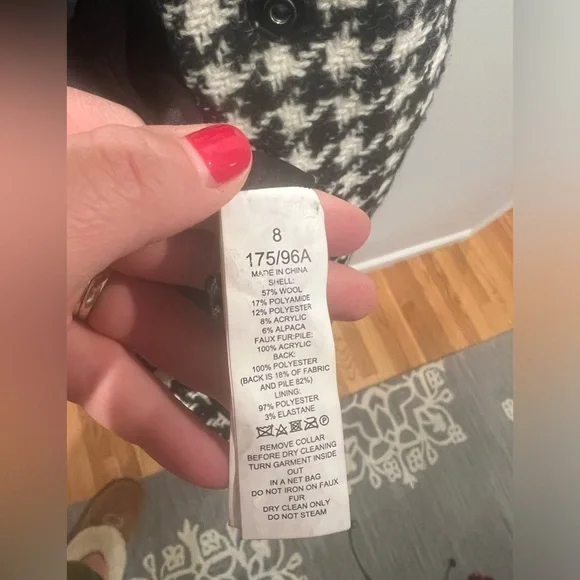 8
175/96A
MADE IN CHINA
SHELL:
57% WOOL
17% POLYAMIDE
12% POLYESTER
8% ACRYLIC
6% ALPACA
FAUX FUR:PILE:
100% ACRYLIC
BACK:
100% POLYESTER
(BACK IS 18% OF FABRIC
AND PILE 82%)
LINING:
97% POLYESTER
3% ELASTANE
P
REMOVE COLLAR
BEFORE DRY CLEANING
TURN GARMENT INSIDE
OUT
IN A NET BAG
DO NOT IRON ON FAUX
FUR
DRY CLEAN ONLY
DO NOT STEAM